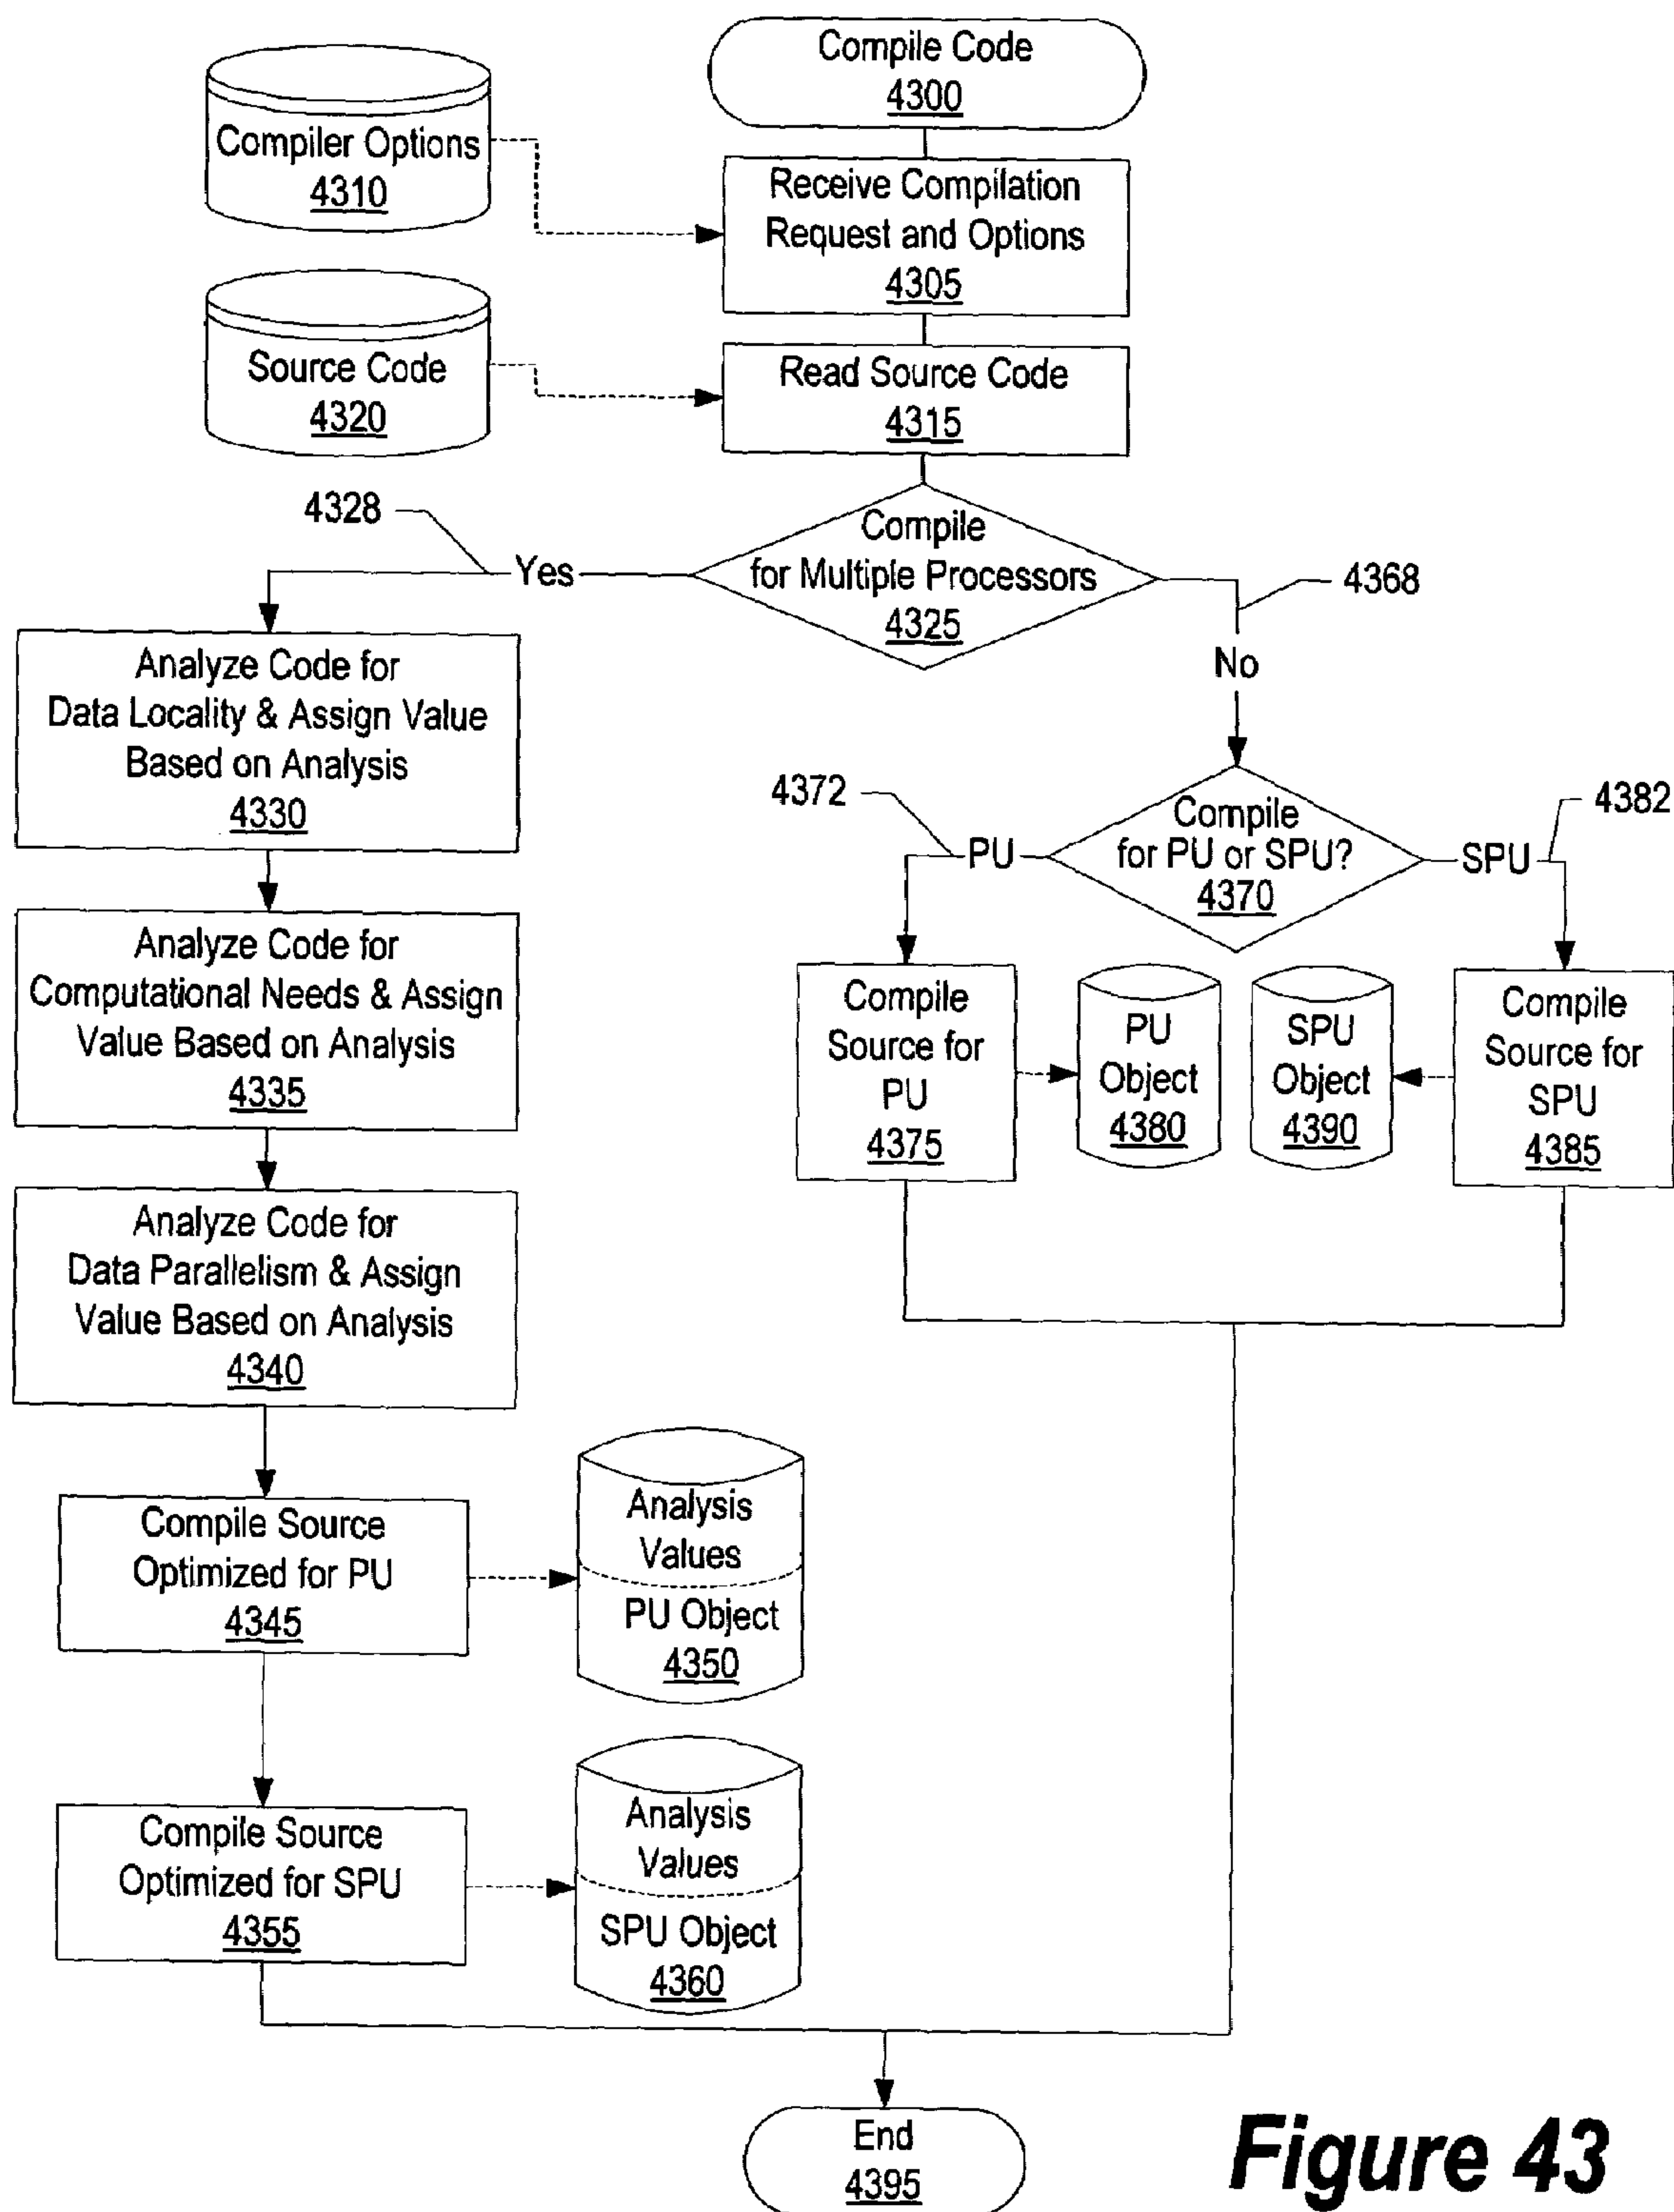 Compile Code
4300
Compiler Options
4310
Receive Compilation
Request and Options
4305
Source Code
4320
Read Source Code
4315
4328
Yes
Compile
for Multiple Processors
4325
4368
No
Analyze Code for
Data Locality & Assign Value
Based on Analysis
4330
4372
PU
Compile
for PU or SPU?
4370
SPU
4382
Analyze Code for
Computational Needs & Assign
Value Based on Analysis
4335
Compile
Source for
PU
4375
PU
Object
4380
SPU
Object
4390
Compile
Source for
SPU
4385
Analyze Code for
Data Parallelism & Assign
Value Based on Analysis
4340
Compile Source
Optimized for PU
4345
Analysis
Values
PU Object
4350
Compile Source
Optimized for SPU
4355
Analysis
Values
SPU Object
4360
End
4395
Figure 43